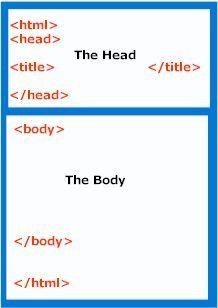 <html>
<head>
The Head
<title> </title>
</head>
<body>
The Body
</body>
</html>